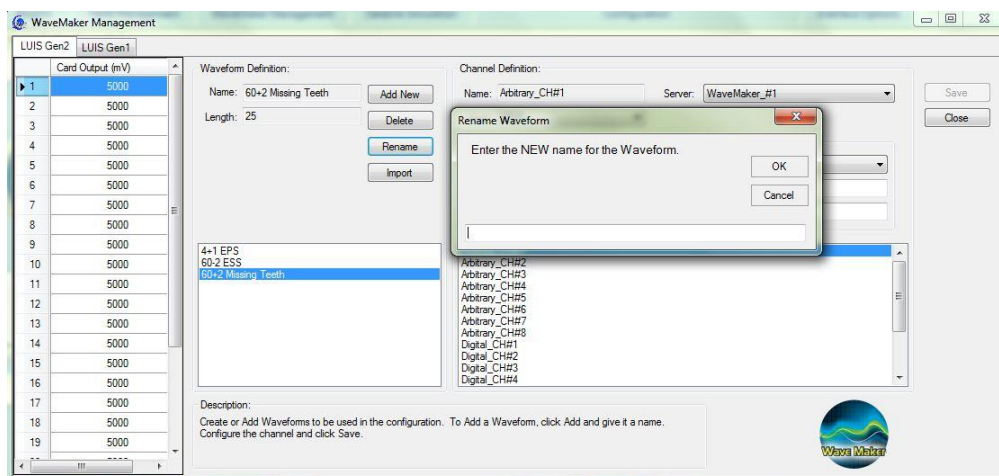 WaveMaker Management
LUIS Gen2 LUIS Gen1
Card Output (mV)
1 5000
2 5000
3 5000
4 5000
5 5000
6 5000
7 5000
8 5000
9 5000
10 5000
11 5000
12 5000
13 5000
14 5000
15 5000
16 5000
17 5000
18 5000
19 5000
Waveform Definition:
Name: 60+2 Missing Teeth
Length: 25
Add New
Delete
Rename
Import
4+1 EPS
60-2 ESS
60+2 Missing Teeth
Channel Definition:
Name: Arbitrary_CH#1 Server: WaveMaker_#1
Save
Close
Rename Waveform
Enter the NEW name for the Waveform.
OK
Cancel
Arbitrary_CH#2
Arbitrary_CH#3
Arbitrary_CH#4
Arbitrary_CH#5
Arbitrary_CH#6
Arbitrary_CH#7
Arbitrary_CH#8
Digital_CH#1
Digital_CH#2
Digital_CH#3
Digital_CH#4
Description:
Create or Add Waveforms to be used in the configuration. To Add a Waveform, click Add and give it a name.
Configure the channel and click Save.
Wave Maker